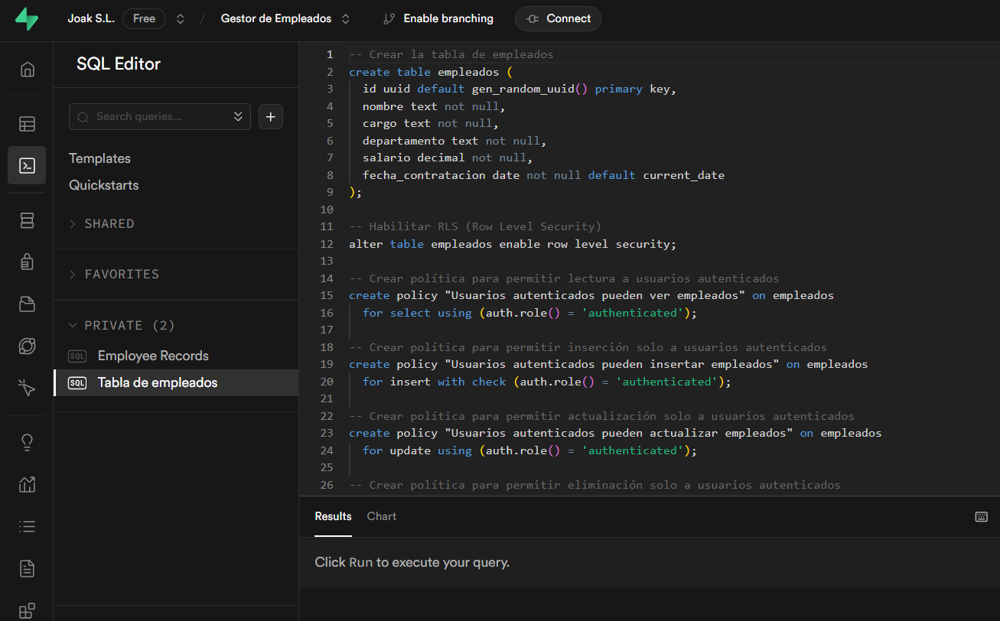 Joak S.L. Free / Gestor de Empleados Enable branching Connect
SQL Editor
Search queries...
Templates
Quickstarts
SHARED
FAVORITES
PRIVATE (2)
SQL Employee Records
SQL Tabla de empleados
1 -- Crear la tabla de empleados
2 create table empleados (
3 id uuid default gen_random_uuid() primary key,
4 nombre text not null,
5 cargo text not null,
6 departamento text not null,
7 salario decimal not null,
8 fecha_contratacion date not null default current_date
9 );
10
11 -- Habilitar RLS (Row Level Security)
12 alter table empleados enable row level security;
13
14 -- Crear política para permitir lectura a usuarios autenticados
15 create policy "Usuarios autenticados pueden ver empleados" on empleados
16 for select using (auth.role() = 'authenticated');
17
18 -- Crear política para permitir inserción solo a usuarios autenticados
19 create policy "Usuarios autenticados pueden insertar empleados" on empleados
20 for insert with check (auth.role() = 'authenticated');
21
22 -- Crear política para permitir actualización solo a usuarios autenticados
23 create policy "Usuarios autenticados pueden actualizar empleados" on empleados
24 for update using (auth.role() = 'authenticated');
25
26 -- Crear política para permitir eliminación solo a usuarios autenticados
Results Chart
Click Run to execute your query.